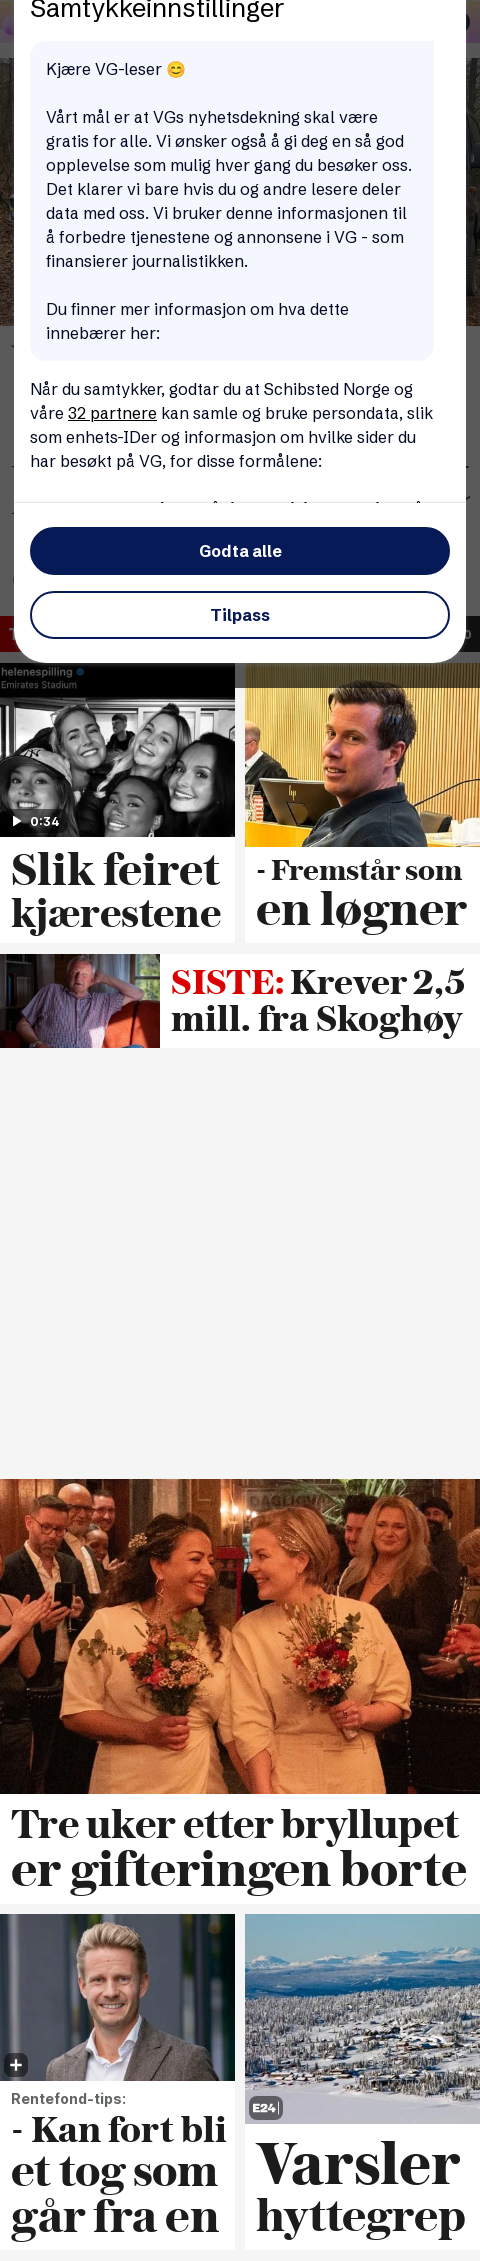 Samtykkeinnstillinger
Kjære VG-leser 😊
Vårt mål er at VGs nyhetsdekning skal være
gratis for alle. Vi ønsker også å gi deg en så god
opplevelse som mulig hver gang du besøker oss.
Det klarer vi bare hvis du og andre lesere deler
data med oss. Vi bruker denne informasjonen til
å forbedre tjenestene og annonsene i VG - som
finansierer journalistikken.
Du finner mer informasjon om hva dette
innebærer her:
Når du samtykker, godtar du at Schibsted Norge og
våre 32 partnere kan samle og bruke persondata, slik
som enhets-IDer og informasjon om hvilke sider du
har besøkt på VG, for disse formålene:
Godta alle
Tilpass
helenespilling
Emirates Stadium
0:34
Slik feiret
kjærestene
- Fremstår som
en løgner
SISTE: Krever 2,5
mill. fra Skoghøy
Tre uker etter bryllupet
er gifteringen borte
Rentefond-tips:
- Kan fort bli
et tog som
går fra en
E24
Varsler
hyttegrep